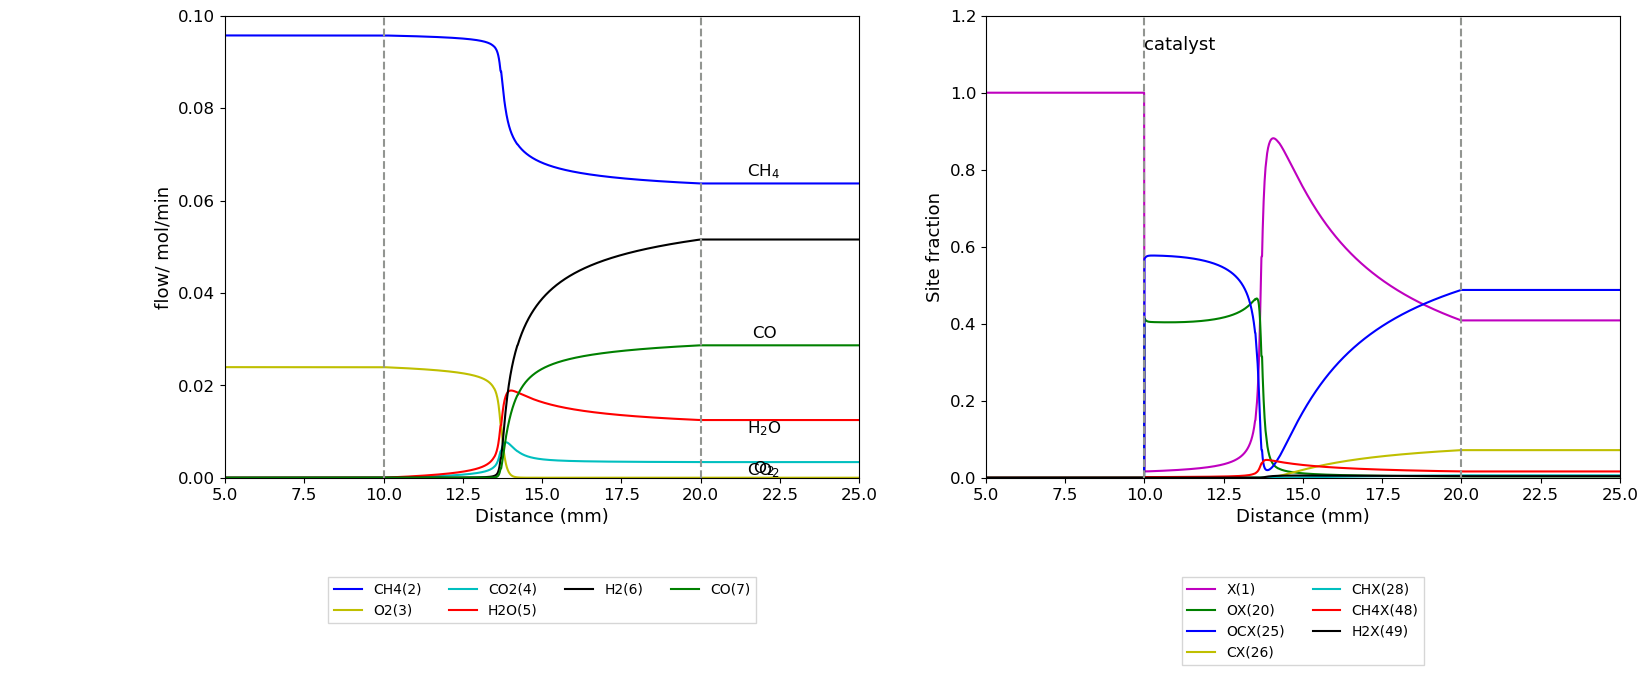 0.10
0.08
0.06
0.04
0.02
0.00
flow/ mol/min
CH₄
CO
H₂O
O₂
CO₂
5.0 7.5 10.0 12.5 15.0 17.5 20.0 22.5 25.0
Distance (mm)
CH4(2) CO2(4) H2(6) CO(7)
O2(3) H2O(5)
1.2
1.0
0.8
0.6
0.4
0.2
0.0
Site fraction
catalyst
5.0 7.5 10.0 12.5 15.0 17.5 20.0 22.5 25.0
Distance (mm)
X(1) CHX(28)
OX(20) CH4X(48)
OCX(25) H2X(49)
CX(26)